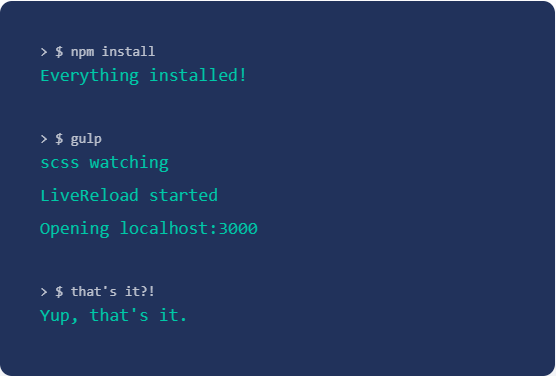 > $ npm install
Everything installed!
> $ gulp
scss watching
LiveReload started
Opening localhost:3000
> $ that's it?!
Yup, that's it.